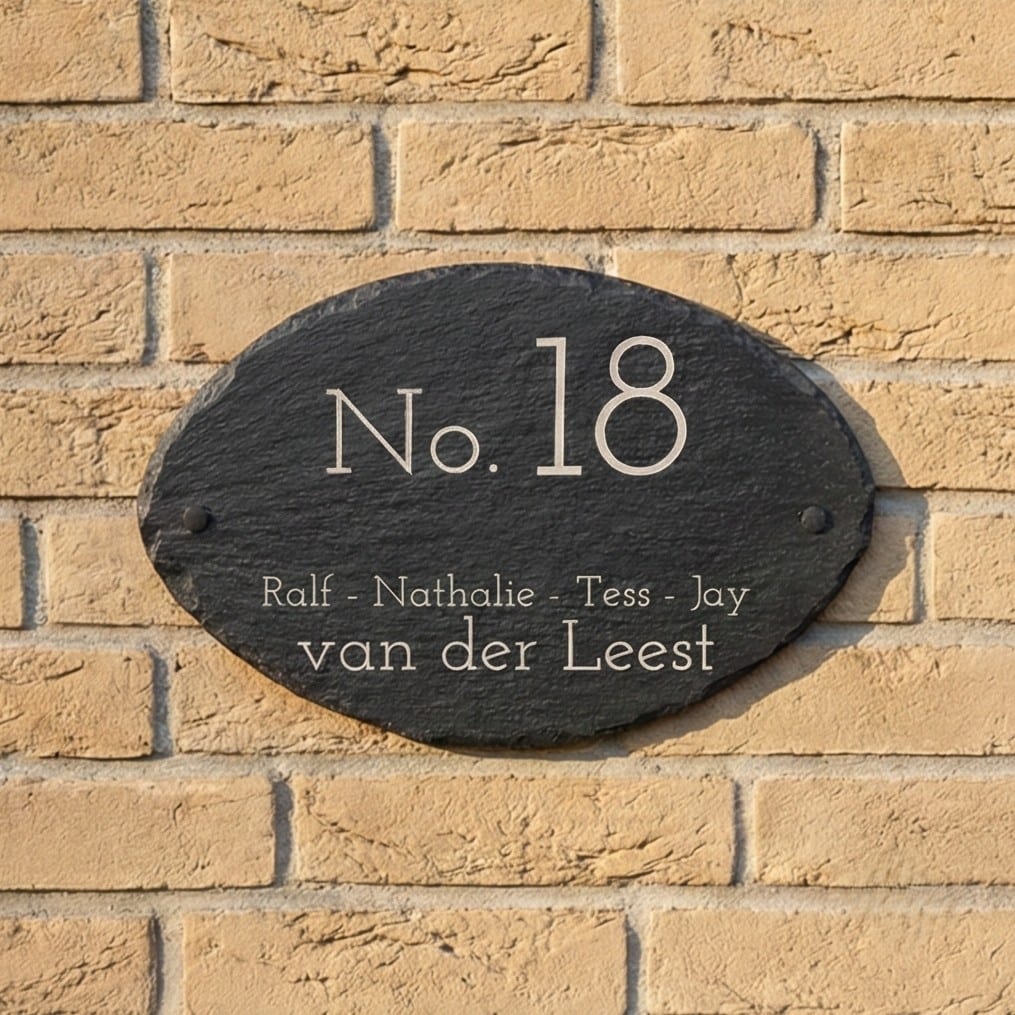 No. 18
Ralf - Nathalie - Tess - Jay
van der Leest